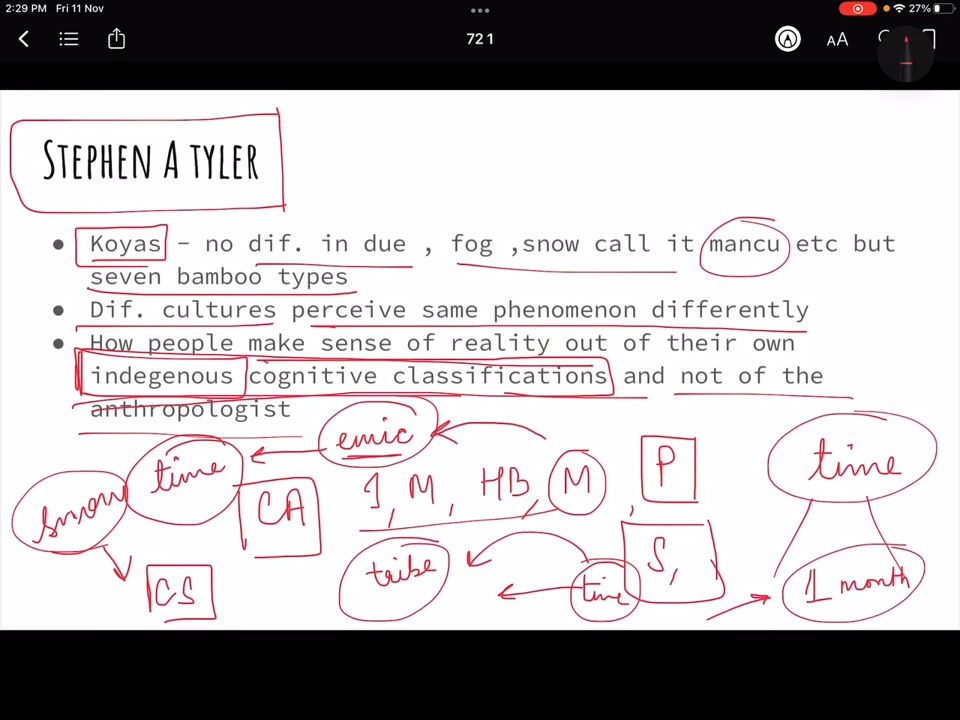 2:29 PM Fri 11 Nov
27%
721
AA
STEPHEN A TYLER
• Koyas - no dif. in due , fog ,snow call it mancu etc but
seven bamboo types
• Dif. cultures perceive same phenomenon differently
• How people make sense of reality out of their own
indegenous cognitive classifications and not of the
anthropologist
emic
time
time
I, M, HB, M, P
CA
S,
tribe
time
1 month
CS